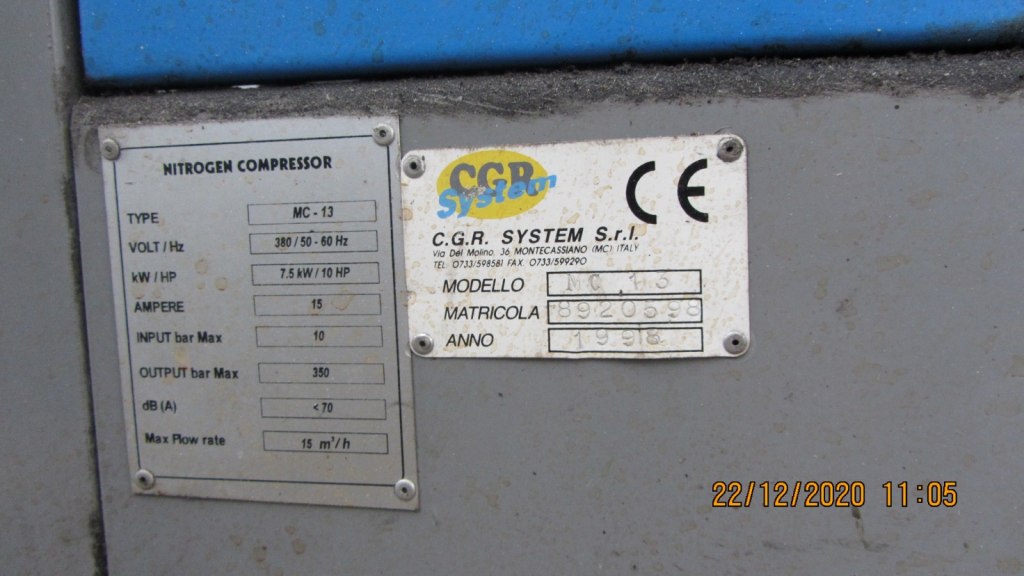 NITROGEN COMPRESSOR
TYPE MC - 13
VOLT / Hz 380 / 50 - 60 Hz
kW / HP 7.5 kW / 10 HP
AMPERE 15
INPUT bar Max 10
OUTPUT bar Max 350
dB (A) < 70
Max Flow rate 15 m³/ h
CGR
System
CE
C.G.R. SYSTEM S.r.l.
Via Del Molino, 36 MONTECASSIANO (MC) ITALY
TEL. 0733/598581 FAX. 0733/599290
MODELLO MC 13
MATRICOLA 8920598
ANNO 1998
22/12/2020 11:05